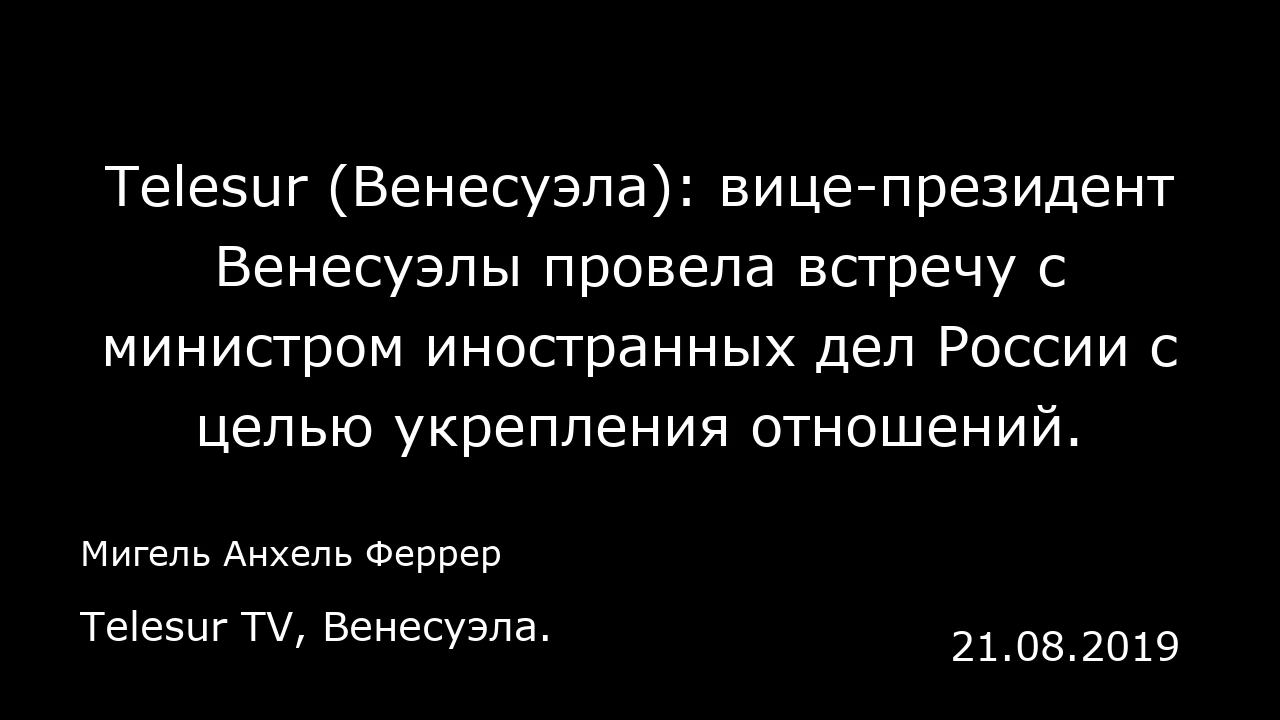 Telesur (Венесуэла): вице-президент
Венесуэлы провела встречу с
министром иностранных дел России с
целью укрепления отношений.
Мигель Анхель Феррер
Telesur TV, Венесуэла.
21.08.2019